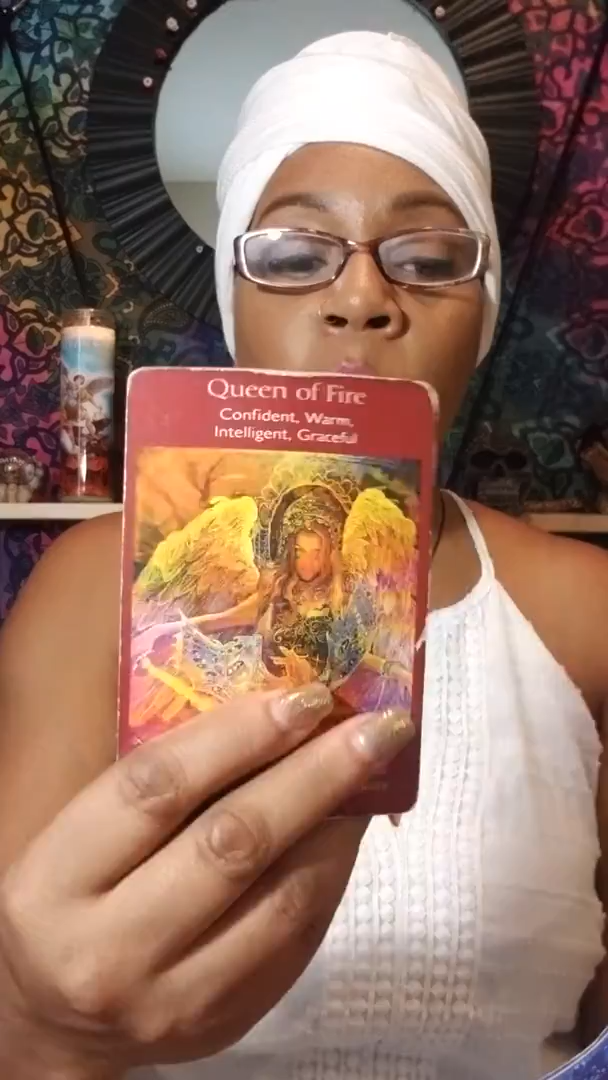 Queen of Fire
Confident, Warm,
Intelligent, Graceful